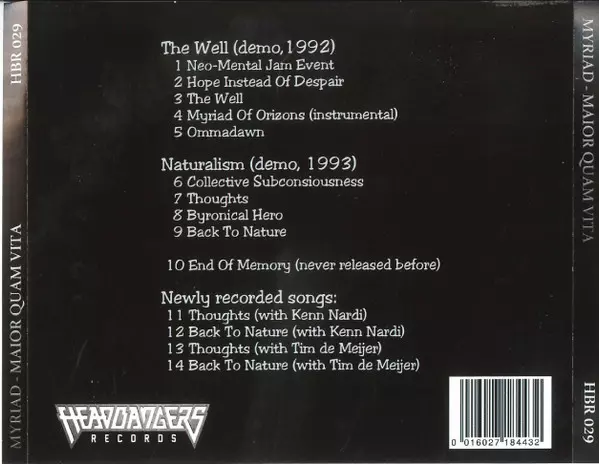 The Well (demo,1992)
1 Neo-Mental Jam Event
2 Hope Instead Of Despair
3 The Well
4 Myriad Of Orizons (instrumental)
5 Ommadawn
Naturalism (demo, 1993)
6 Collective Subconsiousness
7 Thoughts
8 Byronical Hero
9 Back To Nature
10 End Of Memory (never released before)
Newly recorded songs:
11 Thoughts (with Kenn Nardi)
12 Back To Nature (with Kenn Nardi)
13 Thoughts (with Tim de Meijer)
14 Back To Nature (with Tim de Meijer)
HEADBANGERS
RECORDS
0 016027 184432
MYRIAD - MAIOR QUAM VITA
HBR 029
MYRIAD - MAIOR QUAM VITA
HBR 029